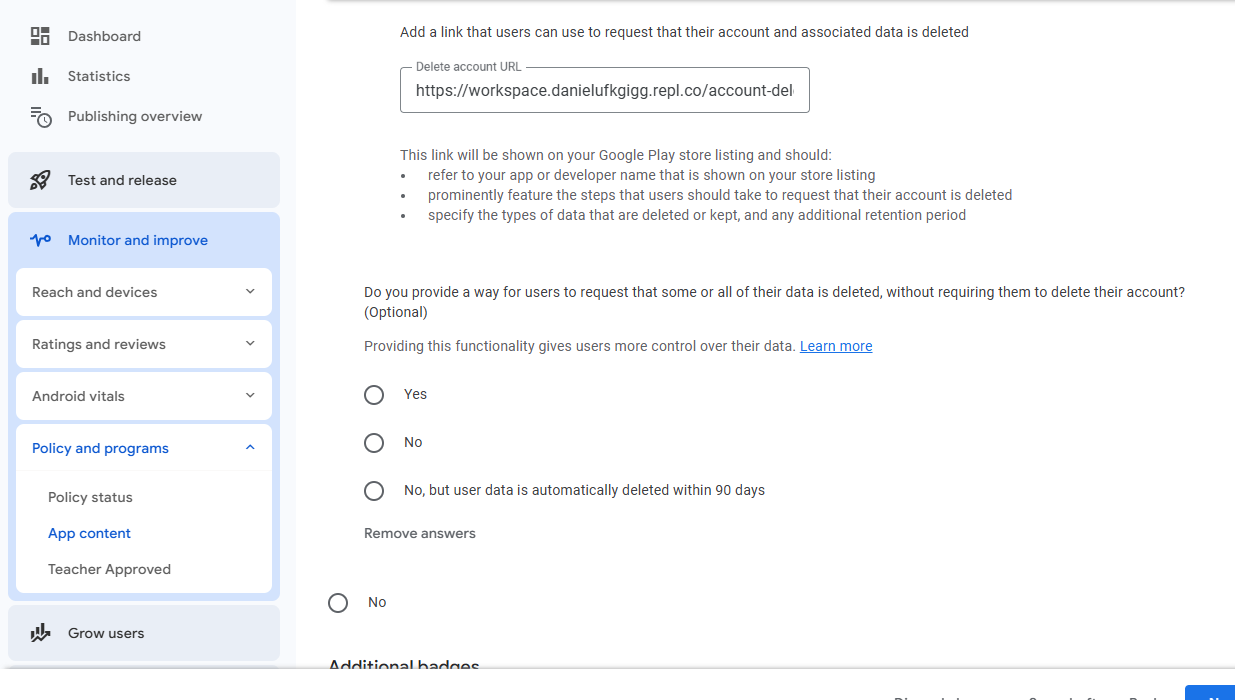 Dashboard
Statistics
Publishing overview
Test and release
Monitor and improve
Reach and devices
Ratings and reviews
Android vitals
Policy and programs
Policy status
App content
Teacher Approved
Grow users
Add a link that users can use to request that their account and associated data is deleted
Delete account URL
https://workspace.danielufkgigg.repl.co/account-del
This link will be shown on your Google Play store listing and should:
• refer to your app or developer name that is shown on your store listing
• prominently feature the steps that users should take to request that their account is deleted
• specify the types of data that are deleted or kept, and any additional retention period
Do you provide a way for users to request that some or all of their data is deleted, without requiring them to delete their account?
(Optional)
Providing this functionality gives users more control over their data. Learn more
Yes
No
No, but user data is automatically deleted within 90 days
Remove answers
No
Additional badges